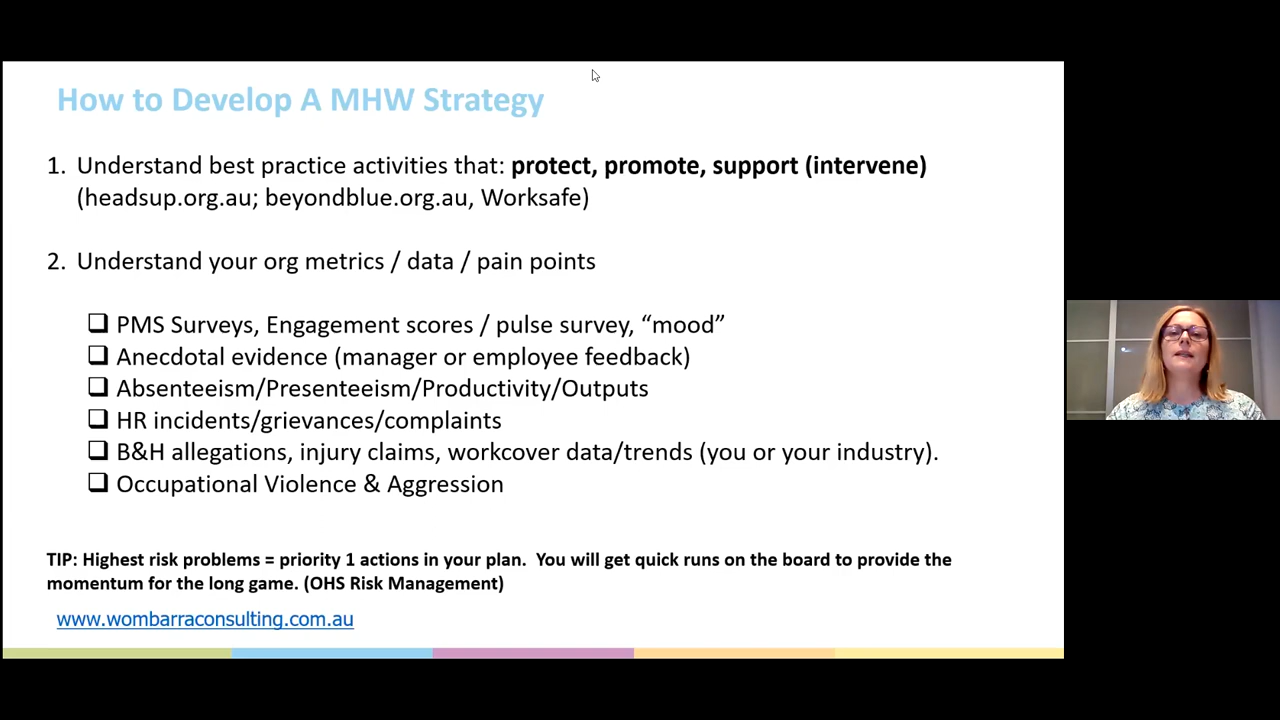 How to Develop A MHW Strategy
1. Understand best practice activities that: protect, promote, support (intervene)
(headsup.org.au; beyondblue.org.au, Worksafe)
2. Understand your org metrics / data / pain points
❑ PMS Surveys, Engagement scores / pulse survey, “mood”
❑ Anecdotal evidence (manager or employee feedback)
❑ Absenteeism/Presenteeism/Productivity/Outputs
❑ HR incidents/grievances/complaints
❑ B&H allegations, injury claims, workcover data/trends (you or your industry).
❑ Occupational Violence & Aggression
TIP: Highest risk problems = priority 1 actions in your plan. You will get quick runs on the board to provide the
momentum for the long game. (OHS Risk Management)
www.wombarraconsulting.com.au